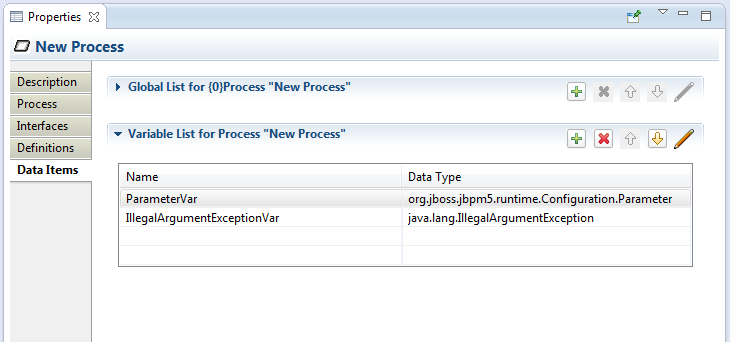 Properties
New Process
Description
Process
Interfaces
Definitions
Data Items
Global List for {0}Process "New Process"
Variable List for Process "New Process"
Name Data Type
ParameterVar org.jboss.jbpm5.runtime.Configuration.Parameter
IllegalArgumentExceptionVar java.lang.IllegalArgumentException